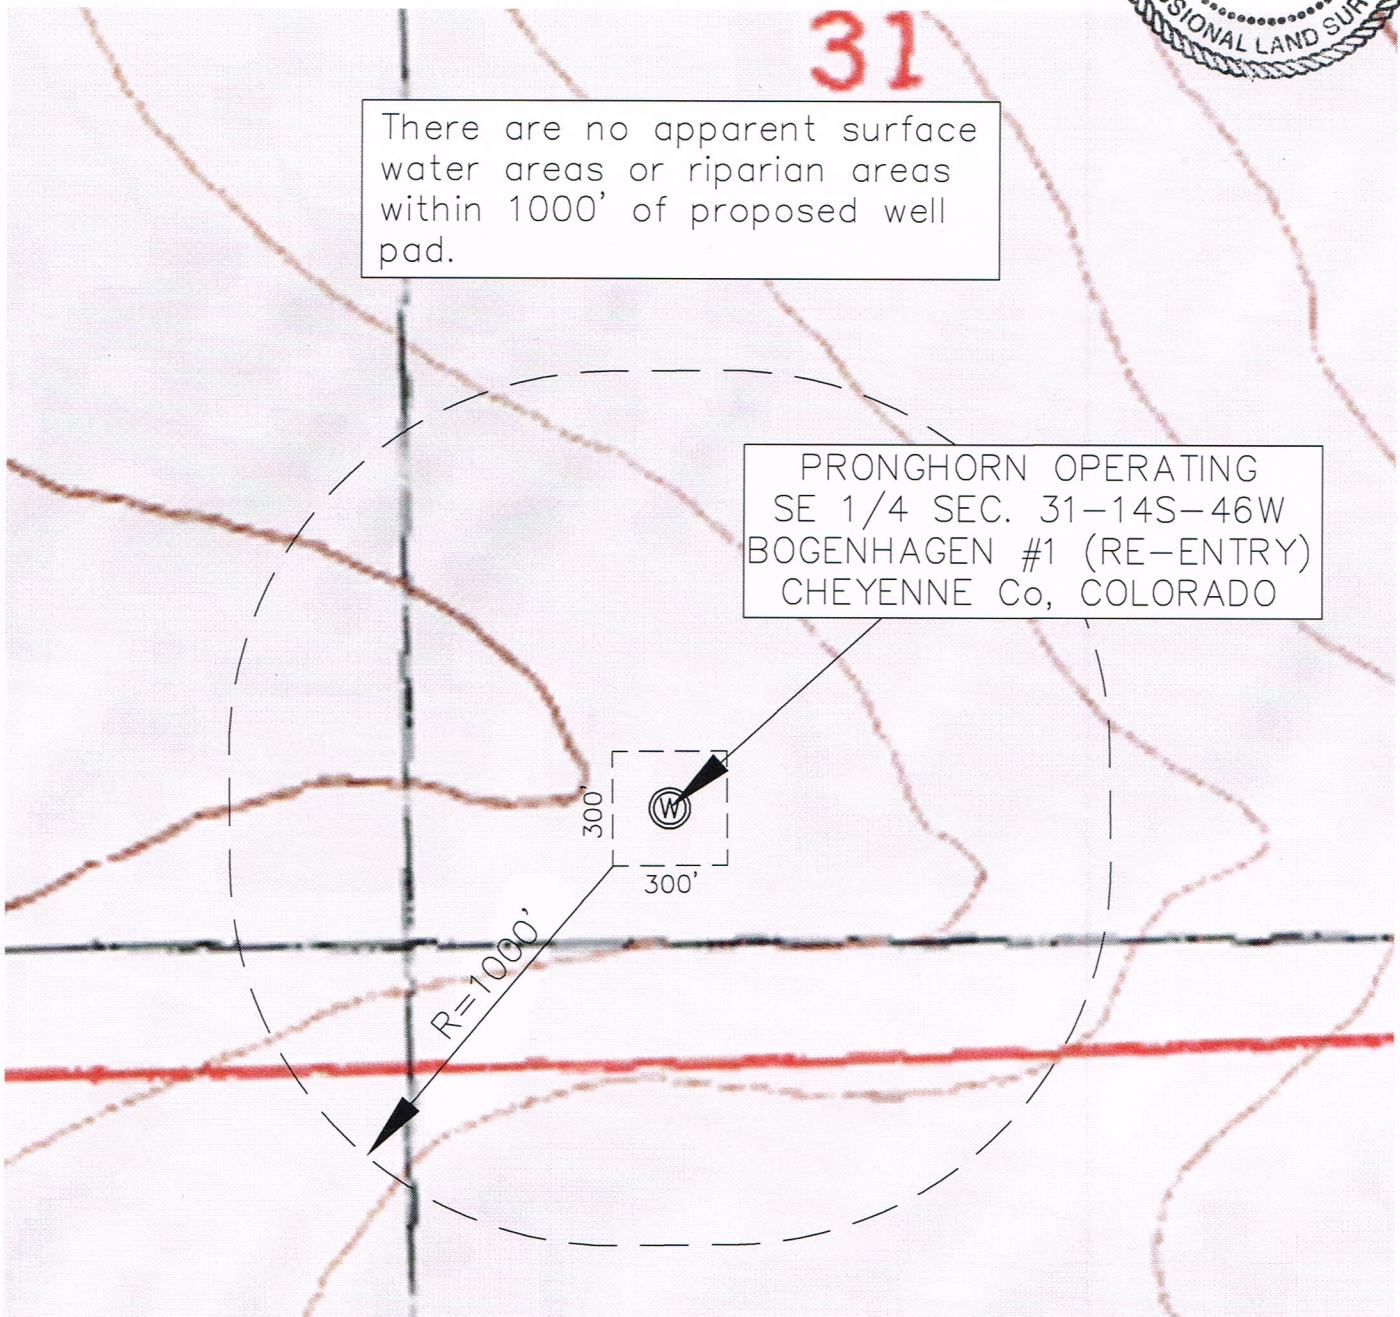 31
SIONAL LAND SUR
There are no apparent surface
water areas or riparian areas
within 1000' of proposed well
pad.
PRONGHORN OPERATING
SE 1/4 SEC. 31-14S-46W
BOGENHAGEN #1 (RE-ENTRY)
CHEYENNE Co, COLORADO
W
300'
300'
R=1000'